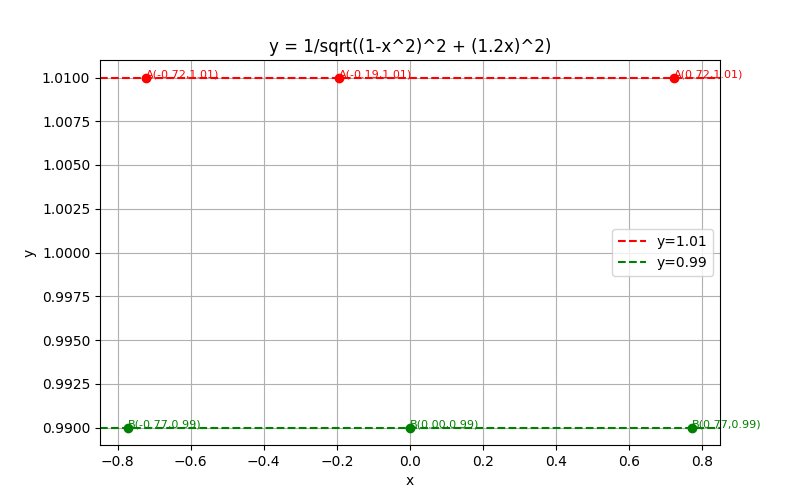 y = 1/sqrt((1-x^2)^2 + (1.2x)^2)
1.0100
1.0075
1.0050
1.0025
1.0000
0.9975
0.9950
0.9925
0.9900
y
A(-0.72,1.01)
A(-0.19,1.01)
A(0.72,1.01)
y=1.01
y=0.99
B(-0.77,0.99)
B(0.00,0.99)
B(0.77,0.99)
−0.8
−0.6
−0.4
−0.2
0.0
0.2
0.4
0.6
0.8
x